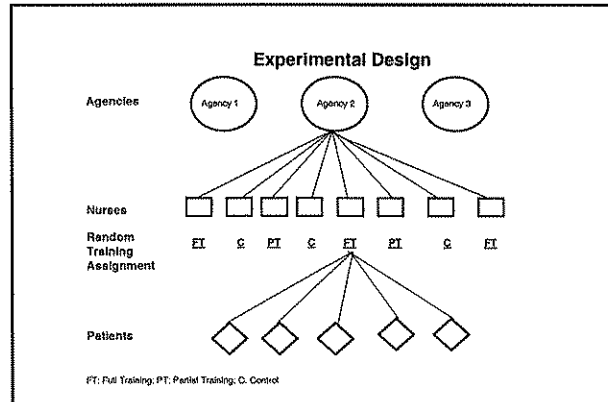 Experimental Design
Agencies
Agency 1 Agency 2 Agency 3
Nurses
Random
Training
Assignment
FT C PT C FT PT C FT
Patients
FT: Full Training; PT: Partial Training; C: Control